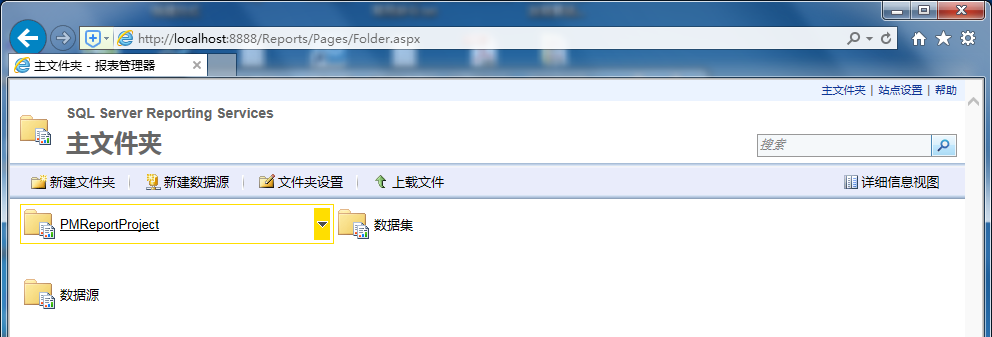 http://localhost:8888/Reports/Pages/Folder.aspx
主文件夹 - 报表管理器
主文件夹 | 站点设置 | 帮助
SQL Server Reporting Services
主文件夹
搜索
新建文件夹 新建数据源 文件夹设置 上载文件 详细信息视图
PMReportProject 数据集
数据源